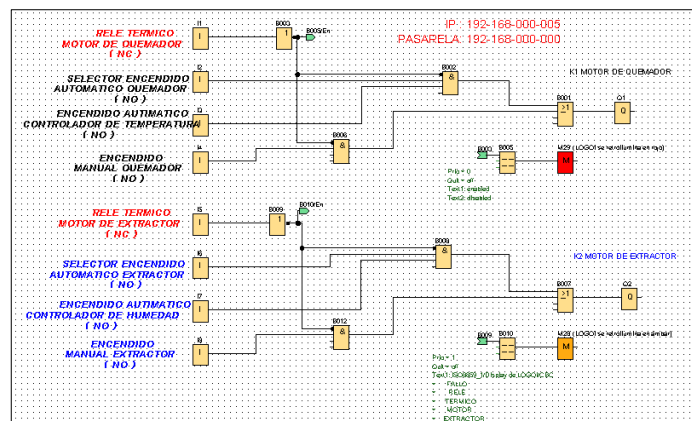 IP : 192-168-000-005
PASARELA: 192-168-000-000
I1
B003
RELE TERMICO
MOTOR DE QUEMADOR
( NC )
I
1
B005/En
I2
B002
SELECTOR ENCENDIDO
AUTOMATICO QUEMADOR
( NO )
I
&
K1 MOTOR DE QUEMADOR
B001
Q1
>1
Q
I3
ENCENDIDO AUTIMATICO
CONTROLADOR DE TEMPERATURA
( NO )
I
B006
&
I4
ENCENDIDO
MANUAL QUEMADOR
( NO )
I
B003
B005
M
Prio = 0
Quit = off
Text1: enabled
Text2: disabled
I5
B009
RELE TERMICO
MOTOR DE EXTRACTOR
( NC )
I
1
B010/En
I6
SELECTOR ENCENDIDO
AUTOMATICO EXTRACTOR
( NO )
I
&
K2 MOTOR DE EXTRACTOR
B007
Q2
>1
Q
I7
ENCENDIDO AUTIMATICO
CONTROLADOR DE HUMEDAD
( NO )
I
B012
&
I8
ENCENDIDO
MANUAL EXTRACTOR
( NO )
I
B009
B010
M
Prio = 1
Quit = off
FALLO
RELE
TERMICO
MOTOR
EXTRACTOR